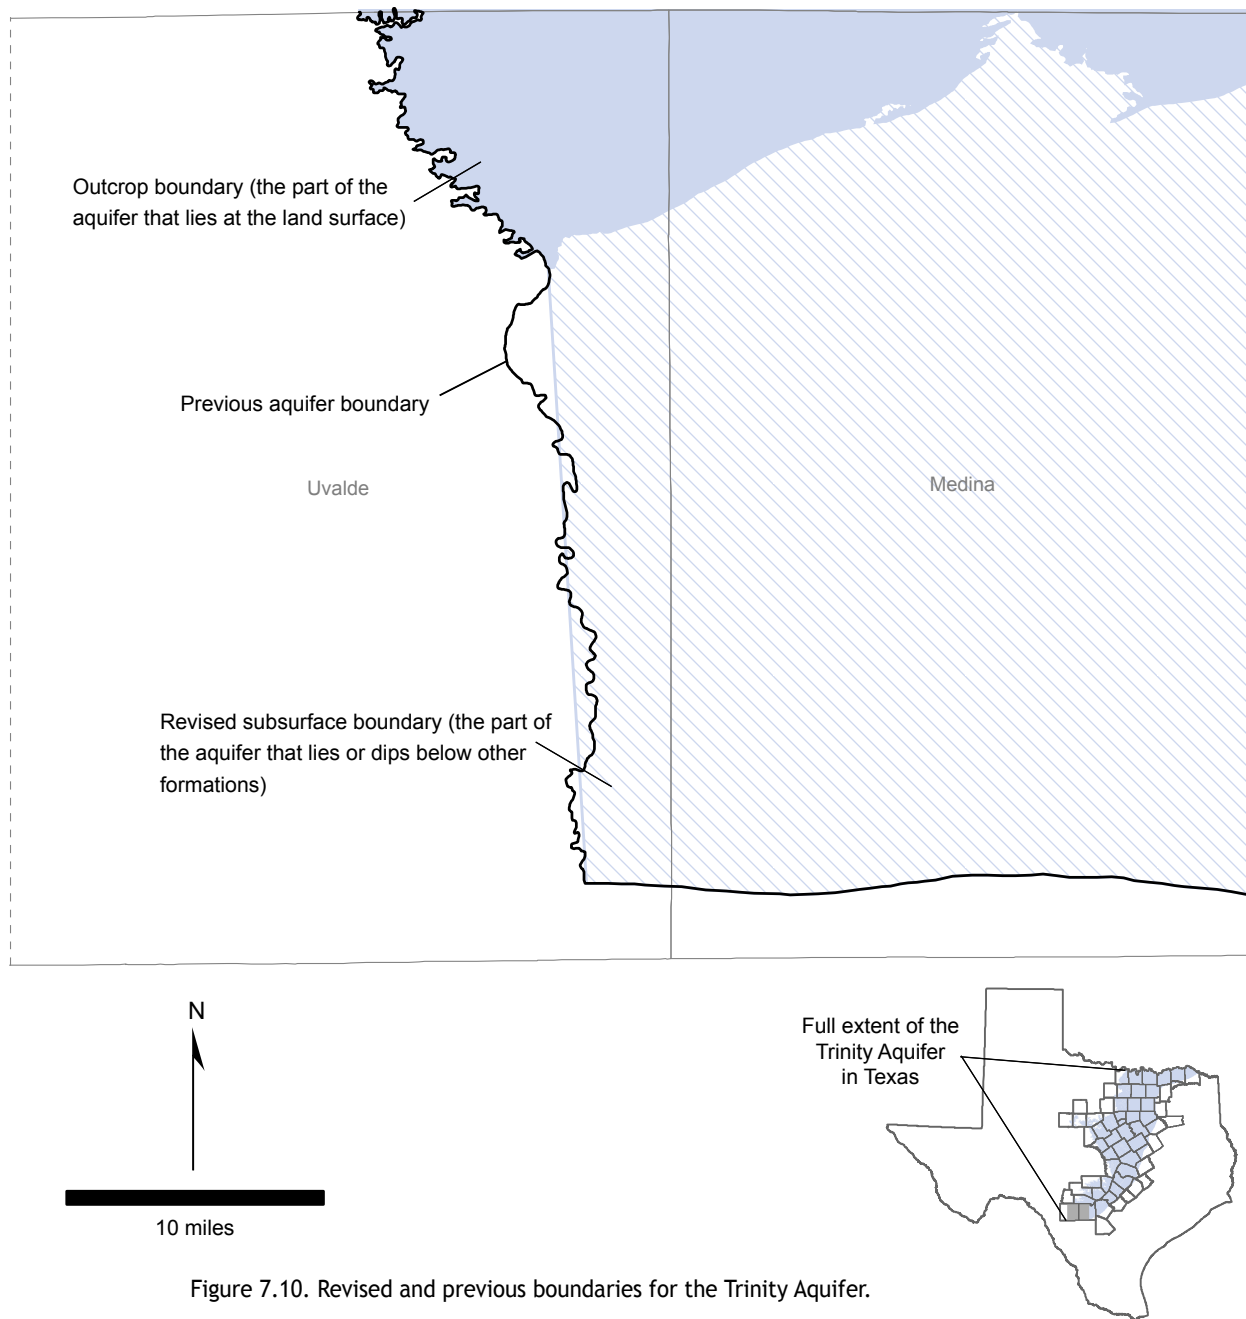 Outcrop boundary (the part of the
aquifer that lies at the land surface)
Previous aquifer boundary
Uvalde
Medina
Revised subsurface boundary (the part of
the aquifer that lies or dips below other
formations)
N
10 miles
Full extent of the
Trinity Aquifer
in Texas
Figure 7.10. Revised and previous boundaries for the Trinity Aquifer.